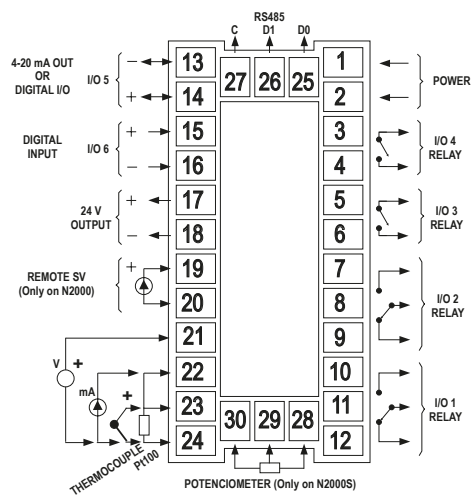 RS485
C D1 D0
4-20 mA OUT
OR
DIGITAL I/O
I/O 5
− 13
+ 14
27 26 25
1
2
POWER
DIGITAL
INPUT
I/O 6
+ 15
− 16
3
4
I/O 4
RELAY
24 V
OUTPUT
+ 17
− 18
5
6
I/O 3
RELAY
REMOTE SV
(Only on N2000)
+ 19
20
7
8
9
I/O 2
RELAY
21
V +
mA
22
+ 23
24
THERMOCOUPLE
Pt100
10
11
12
I/O 1
RELAY
30 29 28
POTENCIOMETER (Only on N2000S)